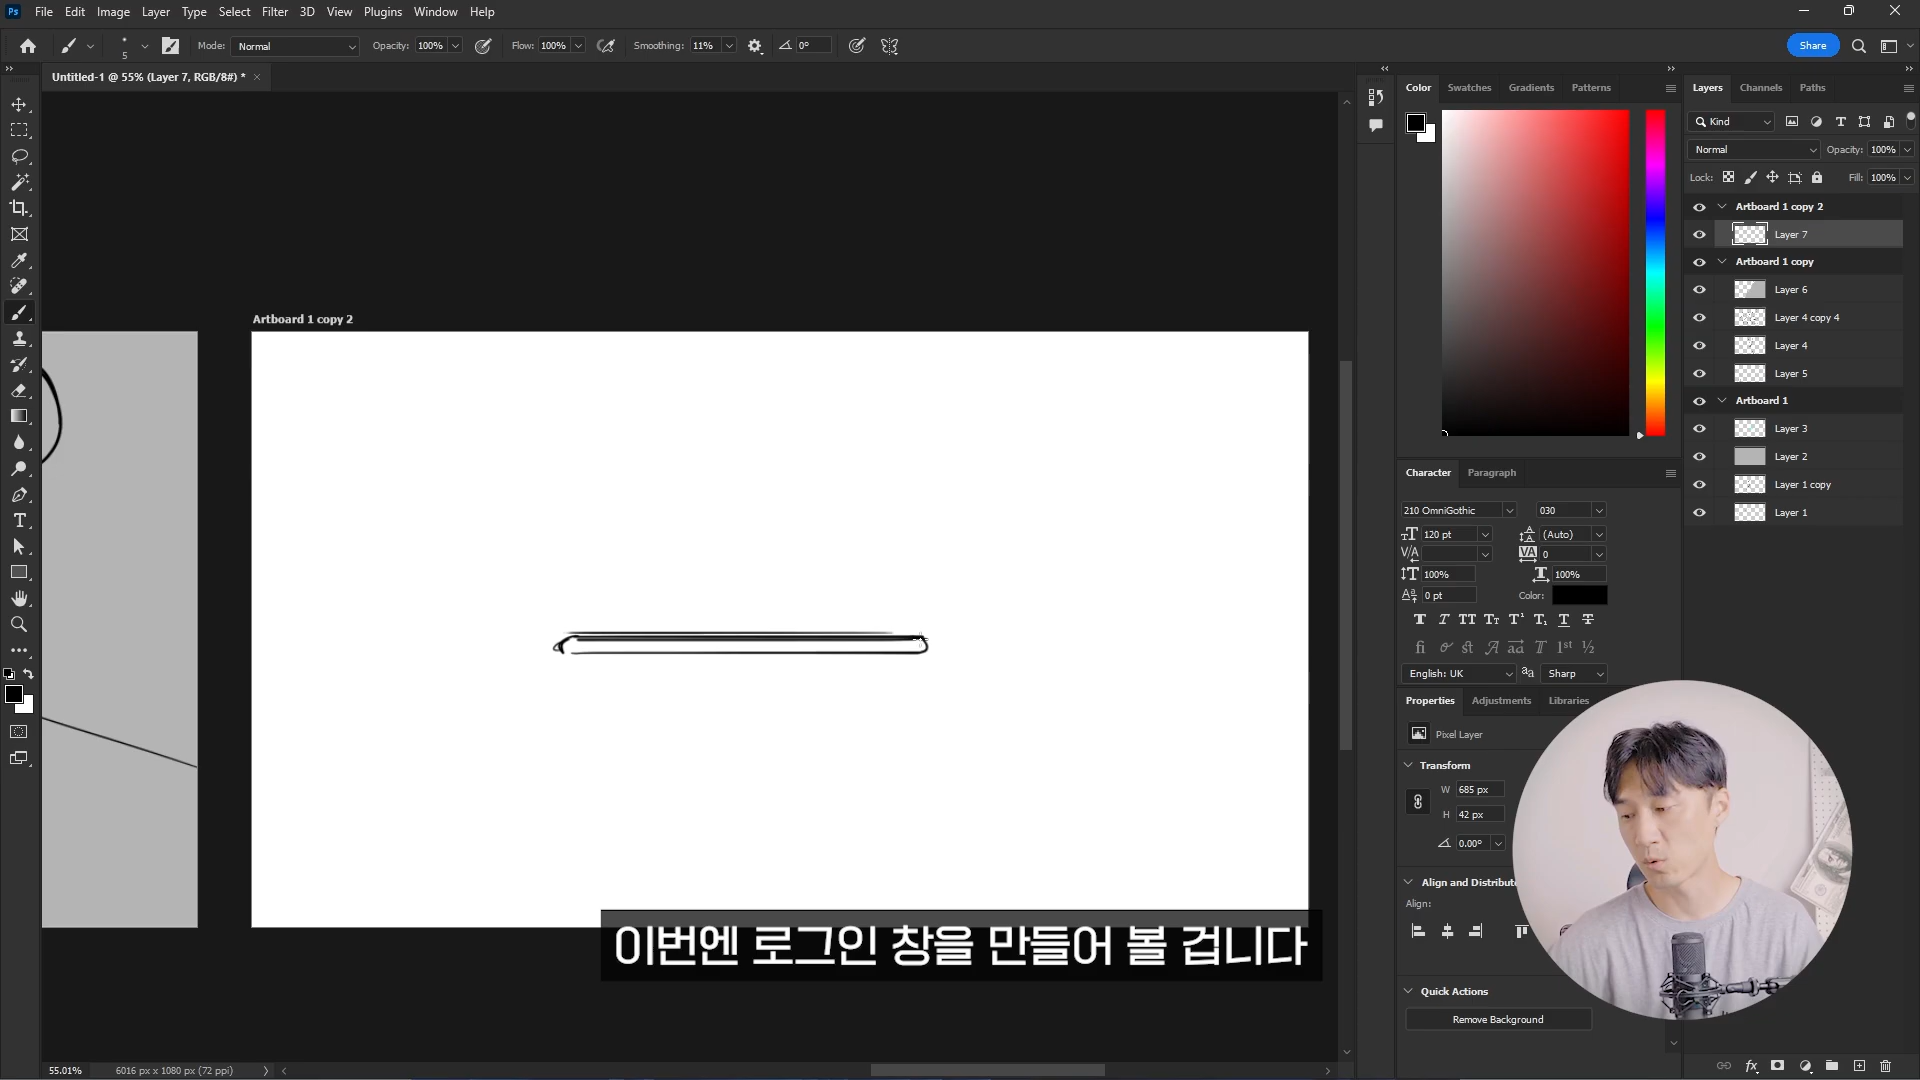 Ps File Edit Image Layer Type Select Filter 3D View Plugins Window Help
5 Mode: Normal Opacity: 100% Flow: 100% Smoothing: 11% 0° Share
Untitled-1 @ 55% (Layer 7, RGB/8#) *
Artboard 1 copy 2
Color Swatches Gradients Patterns
Character Paragraph
210 OmniGothic 030
120 pt (Auto)
0
100% 100%
0 pt Color:
English: UK Sharp
Properties Adjustments Libraries
Pixel Layer
Transform
W 685 px
H 42 px
0.00°
Align and Distribute
Align:
Quick Actions
Remove Background
Layers Channels Paths
Kind
Normal Opacity: 100%
Lock: Fill: 100%
Artboard 1 copy 2
Layer 7
Artboard 1 copy
Layer 6
Layer 4 copy 4
Layer 4
Layer 5
Artboard 1
Layer 3
Layer 2
Layer 1 copy
Layer 1
이번엔 로그인 창을 만들어 볼 겁니다
55.01% 6016 px x 1080 px (72 ppi)